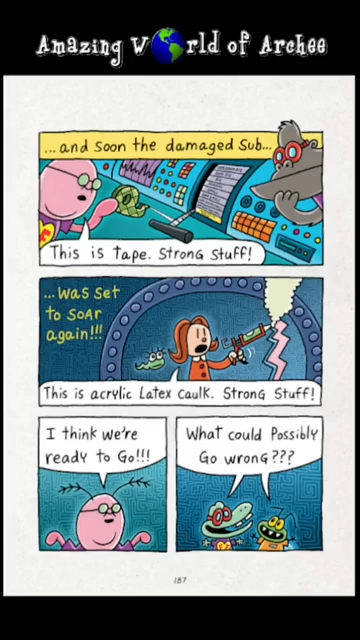 Amazing World of Archee
...and soon the damaged Sub...
This is tape. Strong Stuff!
...was set
to soar
again!!!
This is acrylic Latex caulk. Strong Stuff!
I think we're
ready to Go!!!
What could Possibly
Go wrong???
187